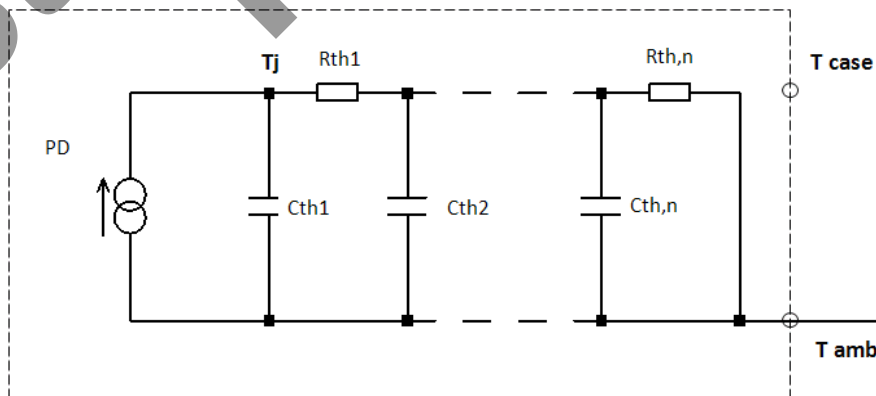 Tj
Rth1
Rth,n
T case
PD
Cth1
Cth2
Cth,n
T amb